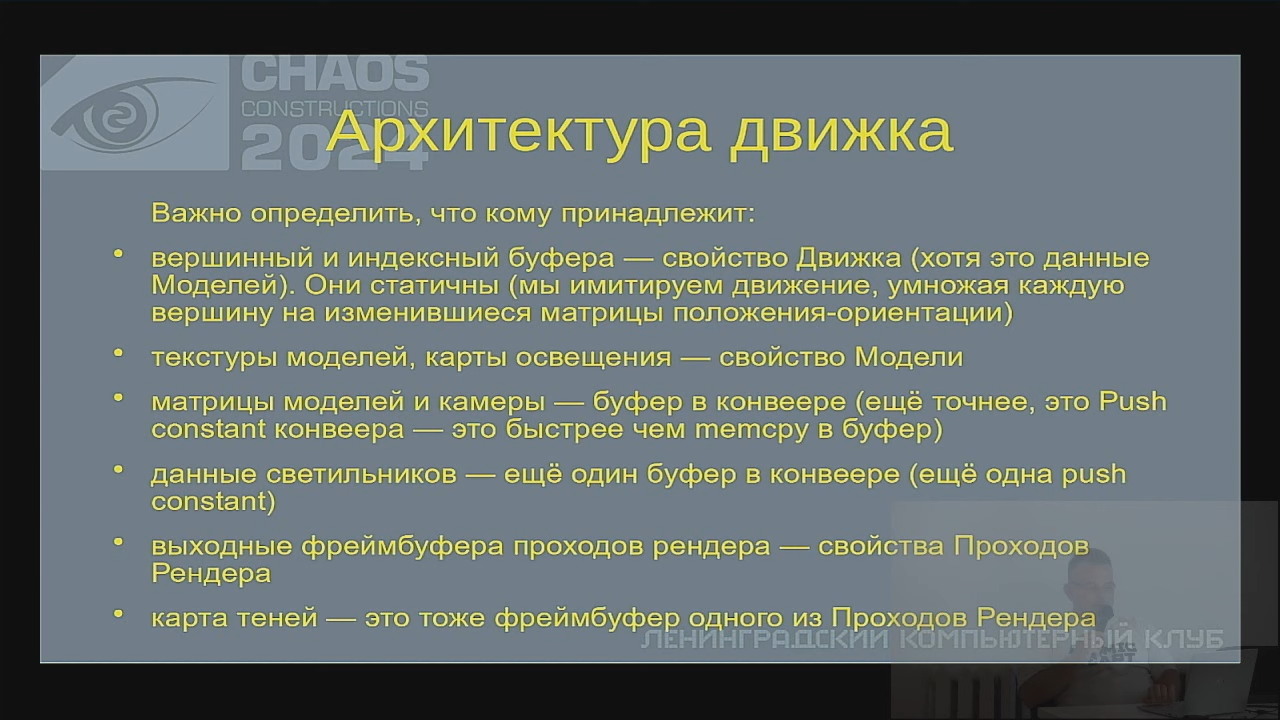 CHAOS
CONSTRUCTIONS
2024
Архитектура движка
Важно определить, что кому принадлежит:
• вершинный и индексный буфера — свойство Движка (хотя это данные
Моделей). Они статичны (мы имитируем движение, умножая каждую
вершину на изменившиеся матрицы положения-ориентации)
• текстуры моделей, карты освещения — свойство Модели
• матрицы моделей и камеры — буфер в конвеере (ещё точнее, это Push
constant конвеера — это быстрее чем memcpy в буфер)
• данные светильников — ещё один буфер в конвеере (ещё одна push
constant)
• выходные фреймбуфера проходов рендера — свойства Проходов
Рендера
• карта теней — это тоже фреймбуфер одного из Проходов Рендера
ЛЕНИНГРАДСКИЙ КОМПЬЮТЕРНЫЙ КЛУБ